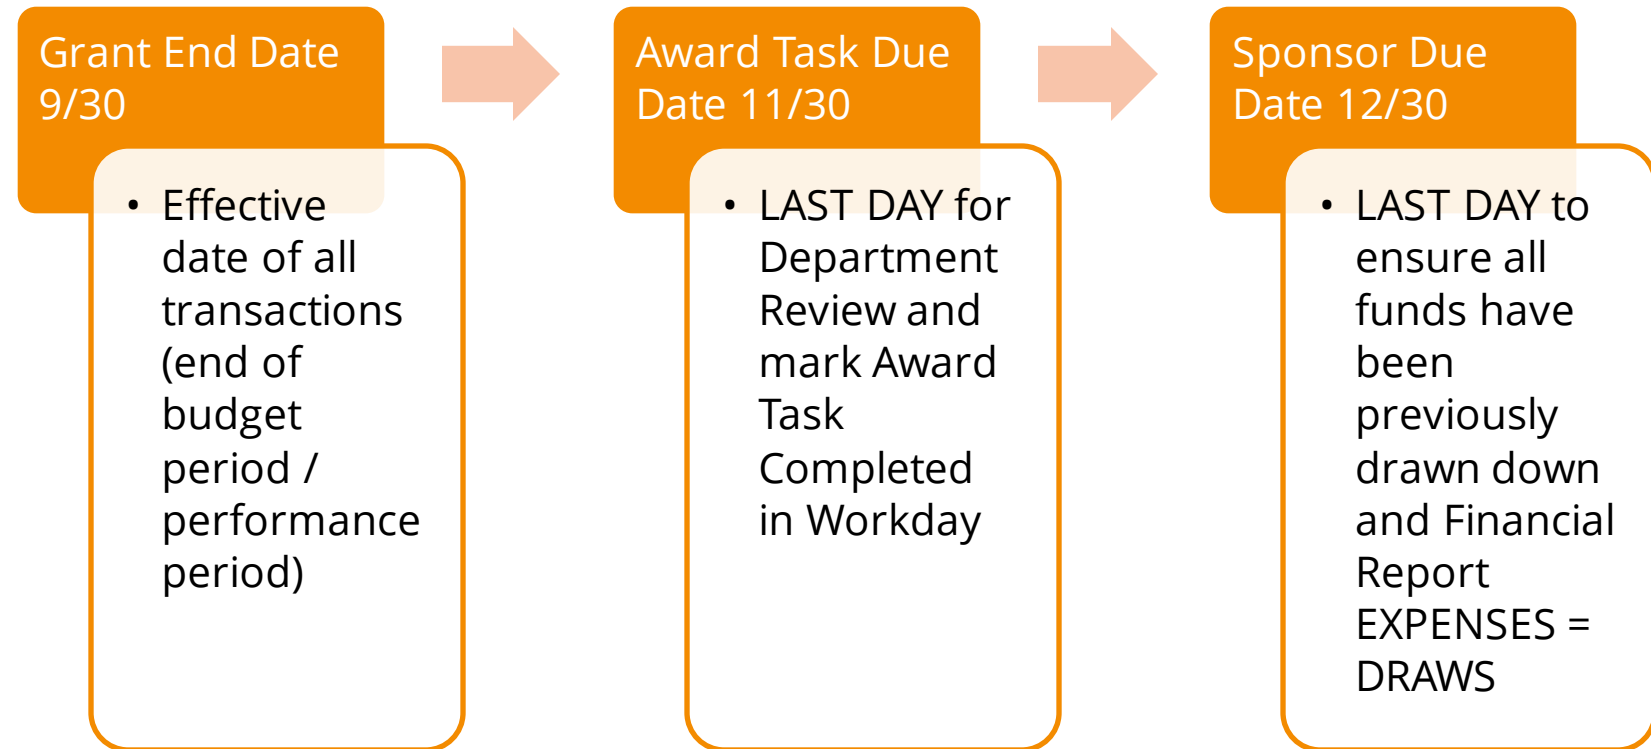 Grant End Date
9/30
• Effective
date of all
transactions
(end of
budget
period /
performance
period)
Award Task Due
Date 11/30
• LAST DAY for
Department
Review and
mark Award
Task
Completed
in Workday
Sponsor Due
Date 12/30
• LAST DAY to
ensure all
funds have
been
previously
drawn down
and Financial
Report
EXPENSES =
DRAWS